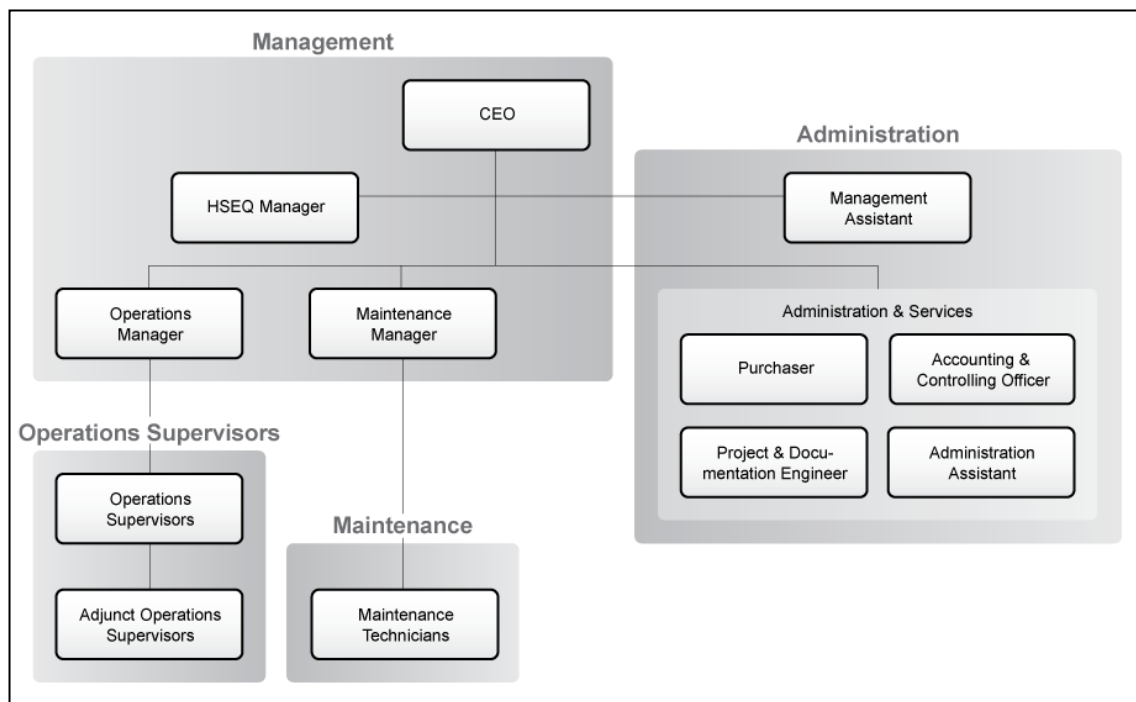 Management
CEO
Administration
HSEQ Manager
Management
Assistant
Operations
Manager
Maintenance
Manager
Administration & Services
Purchaser
Accounting &
Controlling Officer
Project & Docu-
mentation Engineer
Administration
Assistant
Operations Supervisors
Operations
Supervisors
Adjunct Operations
Supervisors
Maintenance
Maintenance
Technicians